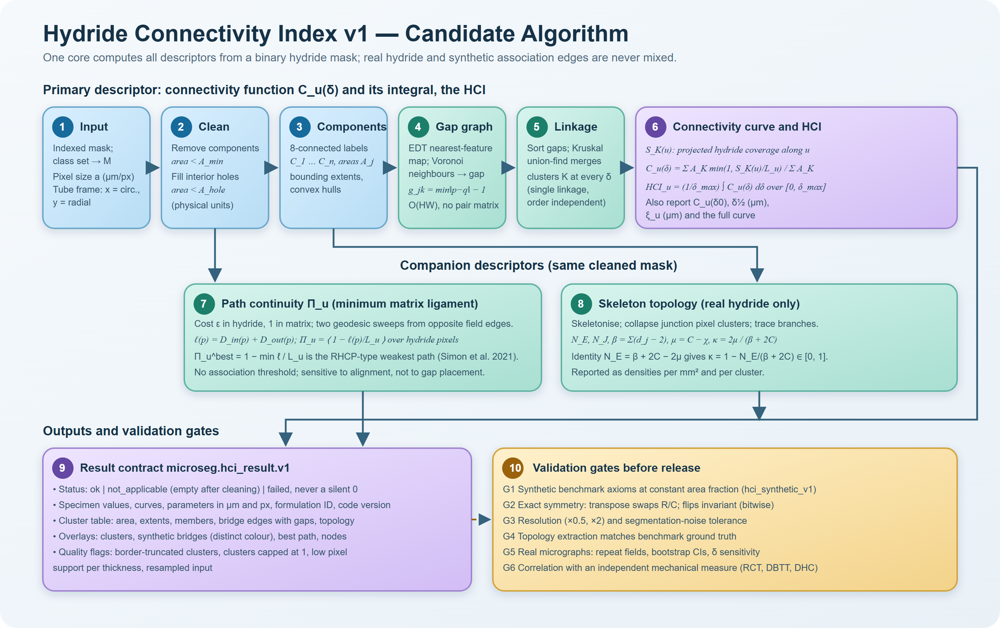 Hydride Connectivity Index v1 — Candidate Algorithm
One core computes all descriptors from a binary hydride mask; real hydride and synthetic association edges are never mixed.
Primary descriptor: connectivity function C_u(δ) and its integral, the HCI
1 Input
Indexed mask;
class set → M
Pixel size a (µm/px)
Tube frame: x = circ.,
y = radial
2 Clean
Remove components
area < A_min
Fill interior holes
area < A_hole
(physical units)
3 Components
8-connected labels
C_1 … C_n, areas A_j
bounding extents,
convex hulls
4 Gap graph
EDT nearest-feature
map; Voronoi
neighbours → gap
g_jk = min‖p−q‖ − 1
O(HW), no pair matrix
5 Linkage
Sort gaps; Kruskal
union-find merges
clusters K at every δ
(single linkage,
order independent)
6 Connectivity curve and HCI
S_K(u): projected hydride coverage along u
C_u(δ) = Σ A_K min(1, S_K(u)/L_u) / Σ A_K
HCI_u = (1/δ_max) ∫ C_u(δ) dδ over [0, δ_max]
Also report C_u(δ0), δ½ (µm),
ξ_u (µm) and the full curve
Companion descriptors (same cleaned mask)
7 Path continuity Π_u (minimum matrix ligament)
Cost ε in hydride, 1 in matrix; two geodesic sweeps from opposite field edges.
ℓ(p) = D_in(p) + D_out(p); Π_u = ⟨ 1 − ℓ(p)/L_u ⟩ over hydride pixels
Π_u^best = 1 − min ℓ / L_u is the RHCP-type weakest path (Simon et al. 2021).
No association threshold; sensitive to alignment, not to gap placement.
8 Skeleton topology (real hydride only)
Skeletonise; collapse junction pixel clusters; trace branches.
N_E, N_J, β = Σ(d_j − 2), μ = C − χ, κ = 2μ / (β + 2C)
Identity N_E = β + 2C − 2μ gives κ = 1 − N_E/(β + 2C) ∈ [0, 1].
Reported as densities per mm² and per cluster.
Outputs and validation gates
9 Result contract microseg.hci_result.v1
• Status: ok | not_applicable (empty after cleaning) | failed, never a silent 0
• Specimen values, curves, parameters in µm and px, formulation ID, code version
• Cluster table: area, extents, members, bridge edges with gaps, topology
• Overlays: clusters, synthetic bridges (distinct colour), best path, nodes
• Quality flags: border-truncated clusters, clusters capped at 1, low pixel
support per thickness, resampled input
10 Validation gates before release
G1 Synthetic benchmark axioms at constant area fraction (hci_synthetic_v1)
G2 Exact symmetry: transpose swaps R/C; flips invariant (bitwise)
G3 Resolution (×0.5, ×2) and segmentation-noise tolerance
G4 Topology extraction matches benchmark ground truth
G5 Real micrographs: repeat fields, bootstrap CIs, δ sensitivity
G6 Correlation with an independent mechanical measure (RCT, DBTT, DHC)